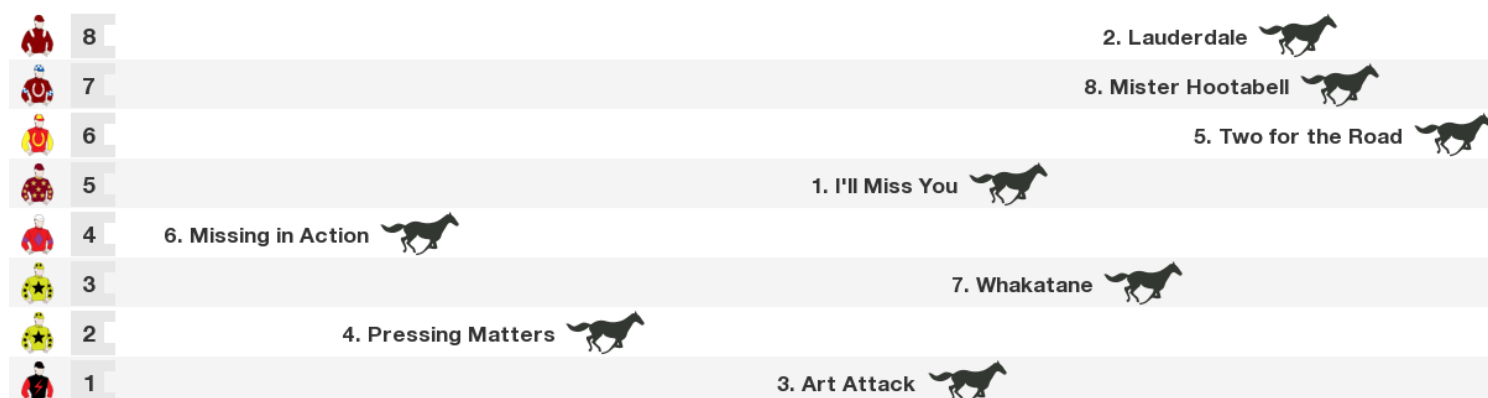 8 2. Lauderdale
7 8. Mister Hootabell
6 5. Two for the Road
5 1. I'll Miss You
4 6. Missing in Action
3 7. Whakatane
2 4. Pressing Matters
1 3. Art Attack